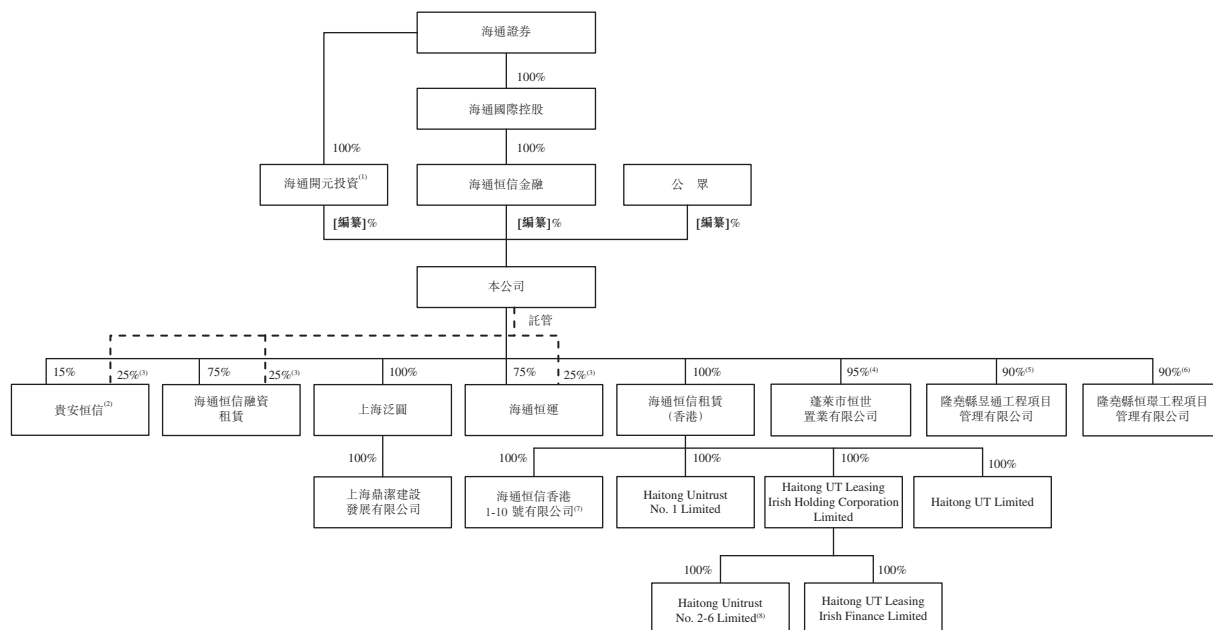 海通證券
100%
海通國際控股
100%
100%
海通開元投資(1)
海通恒信金融
公 眾
[編纂]%
[編纂]%
[編纂]%
本公司
託管
15%
25%(3)
75%
25%(3)
100%
75%
25%(3)
100%
95%(4)
90%(5)
90%(6)
貴安恒信(2)
海通恒信融資
租賃
上海泛圓
海通恒運
海通恒信租賃
(香港)
蓬萊市恒世
置業有限公司
隆堯縣昱通工程項目
管理有限公司
隆堯縣恒環工程項目
管理有限公司
100%
100%
100%
100%
100%
上海鼎潔建設
發展有限公司
海通恒信香港
1-10 號有限公司(7)
Haitong Unitrust
No. 1 Limited
Haitong UT Leasing
Irish Holding Corporation
Limited
Haitong UT Limited
100%
100%
Haitong Unitrust
No. 2-6 Limited(8)
Haitong UT Leasing
Irish Finance Limited